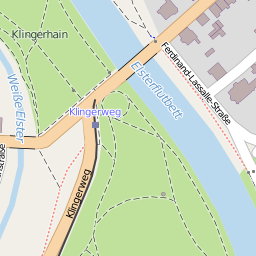 Klingerhain
Ferdinand-Lassalle-Straße
Weiße Elster
Elsterflutbett
Klingerweg
Klingerweg